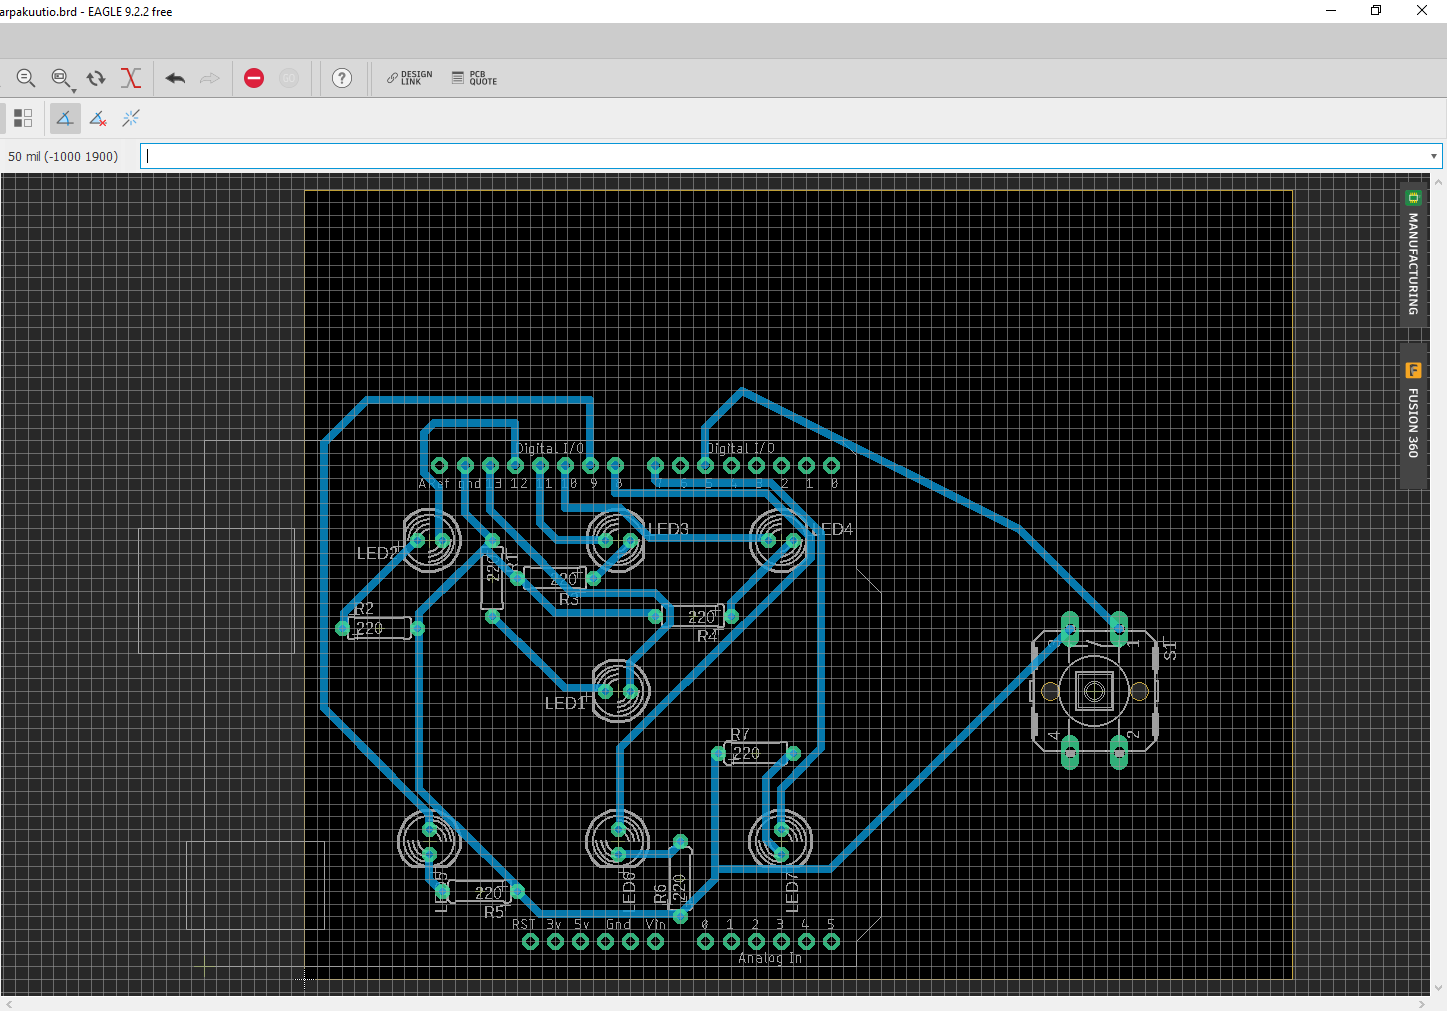 arpakuutio.brd - EAGLE 9.2.2 free
DESIGN LINK
PCB QUOTE
50 mil (-1000 1900)
MANUFACTURING
FUSION 360
Digital I/O
Digital I/O
Aref gnd 13 12 11 10 9 8 7 6 5 4 3 2 1 0
LED2
LED3
LED4
220
R1
220
R3
R2
220
220
R4
LED1
S1
3
1
4
2
R7
220
LED5
220
R5
LED6
R6
220
LED7
RST 3v 5v Gnd Vin 0 1 2 3 4 5
Analog In